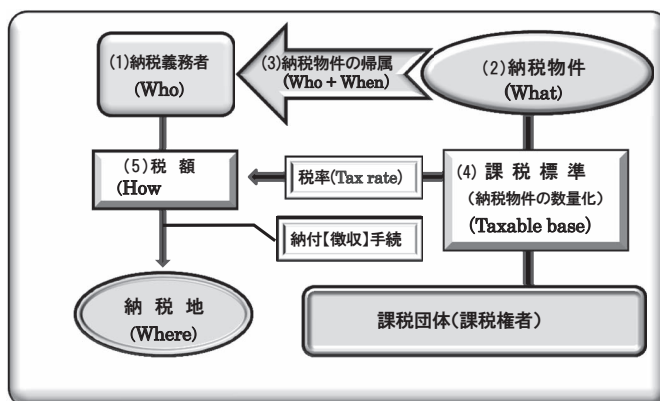 (1)納税義務者
(Who)
(3)納税物件の帰属
(Who + When)
(2)納税物件
(What)
(5)税 額
(How
税率(Tax rate)
(4)課税標準
(納税物件の数量化)
(Taxable base)
納付【徴収】手続
納 税 地
(Where)
課税団体(課税権者)